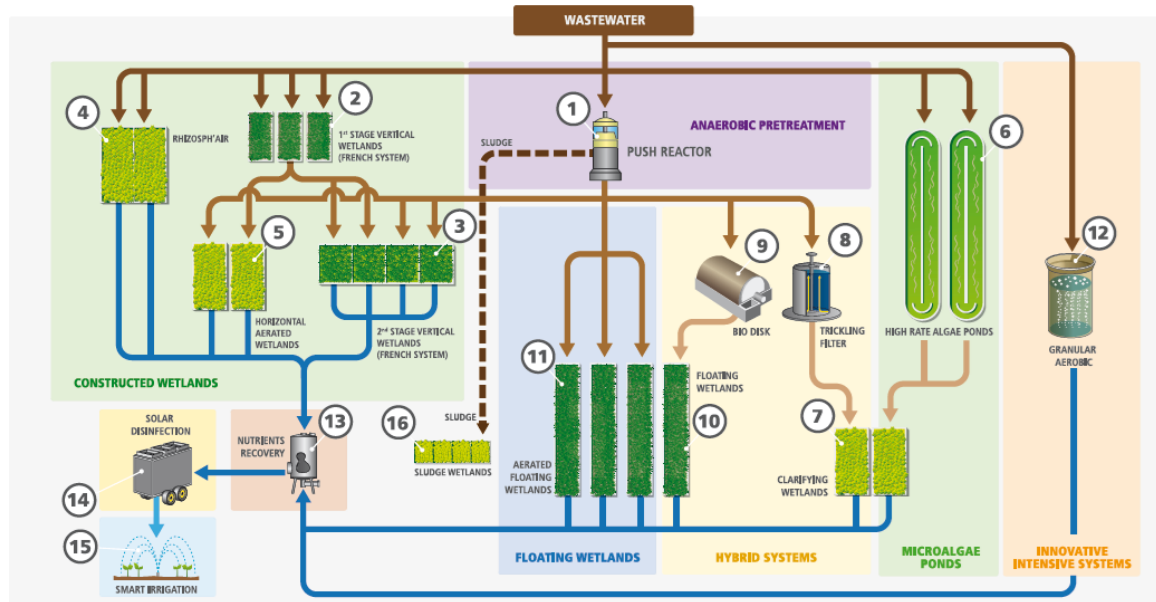 WASTEWATER
4
2
1
6
RHIZOSPH'AIR
1st STAGE VERTICAL
WETLANDS
(FRENCH SYSTEM)
SLUDGE
ANAEROBIC PRETREATMENT
PUSH REACTOR
5
3
9
8
12
HORIZONTAL
AERATED
WETLANDS
2nd STAGE VERTICAL
WETLANDS
(FRENCH SYSTEM)
BIO DISK
TRICKLING
FILTER
HIGH RATE ALGAE PONDS
GRANULAR
AEROBIC
CONSTRUCTED WETLANDS
11
FLOATING
WETLANDS
10
7
SOLAR
DISINFECTION
NUTRIENTS
RECOVERY
13
16
SLUDGE
SLUDGE WETLANDS
AERATED
FLOATING
WETLANDS
CLARIFYING
WETLANDS
14
15
SMART IRRIGATION
FLOATING WETLANDS
HYBRID SYSTEMS
MICROALGAE
PONDS
INNOVATIVE
INTENSIVE SYSTEMS